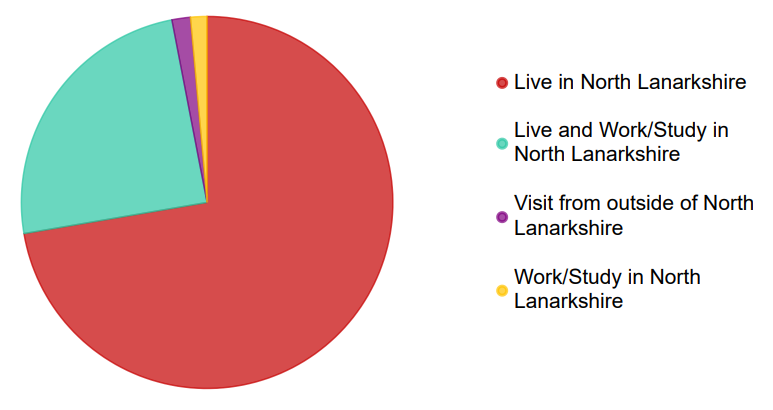 Live in North Lanarkshire
Live and Work/Study in
North Lanarkshire
Visit from outside of North
Lanarkshire
Work/Study in North
Lanarkshire